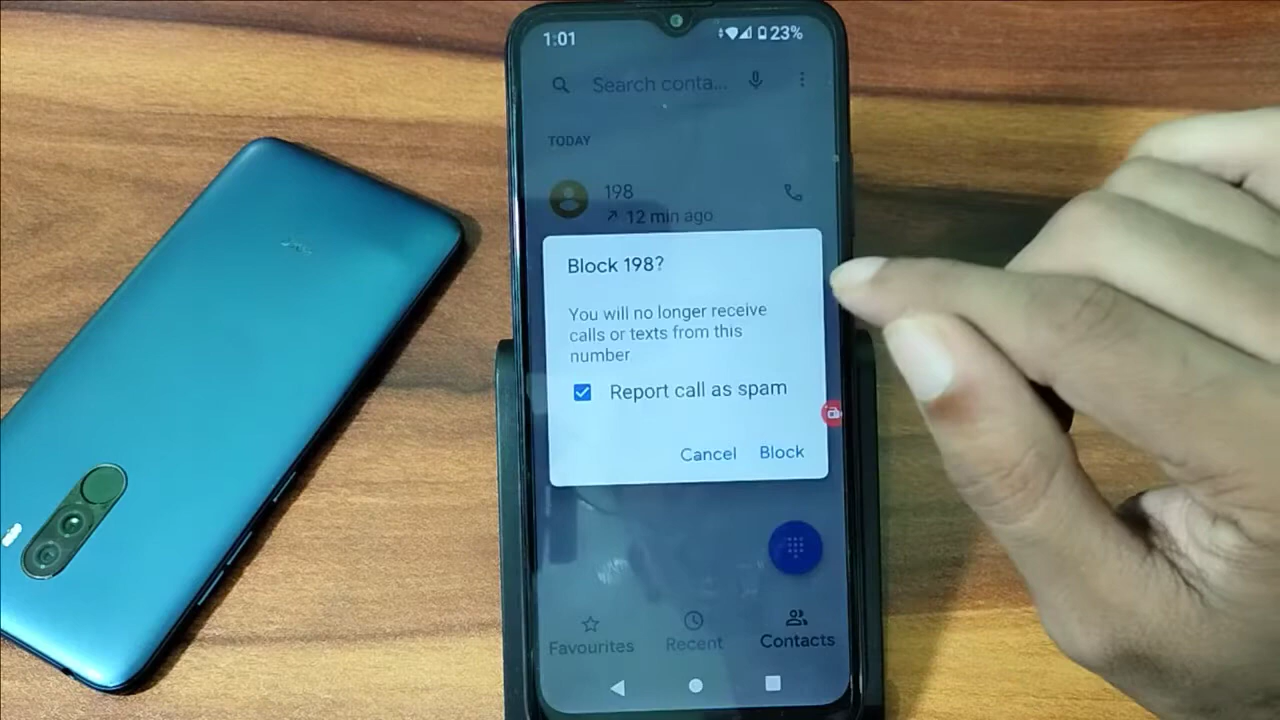 1:01
23%
Search conta...
TODAY
198
12 min ago
Block 198?
You will no longer receive
calls or texts from this
number
Report call as spam
Cancel Block
Favourites Recent Contacts